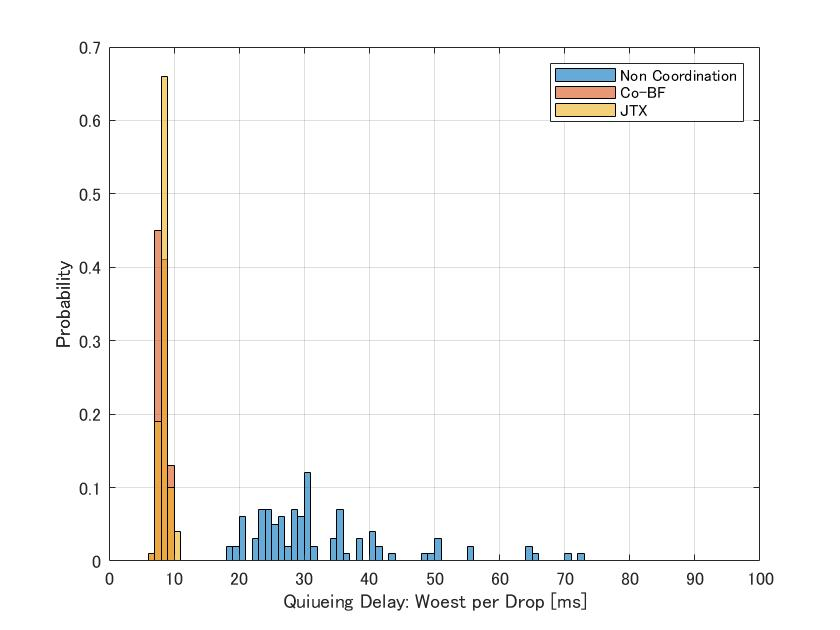 0.7
0.6
0.5
0.4
0.3
0.2
0.1
0
Probability
Non Coordination
Co-BF
JTX
0 10 20 30 40 50 60 70 80 90 100
Quiueing Delay: Woest per Drop [ms]